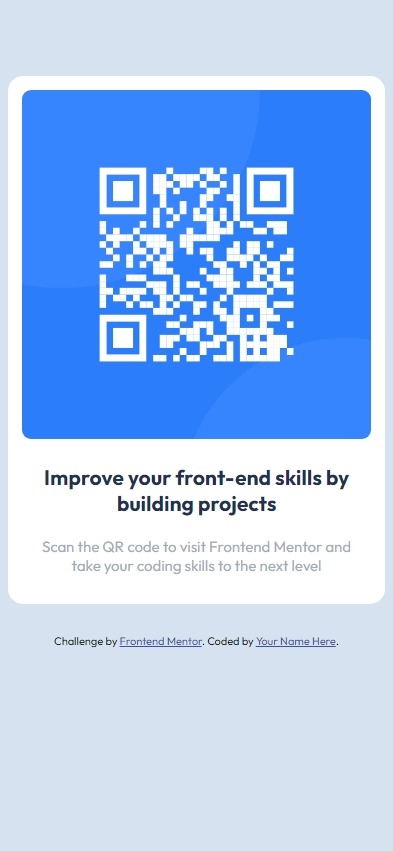 Improve your front-end skills by
building projects
Scan the QR code to visit Frontend Mentor and
take your coding skills to the next level
Challenge by Frontend Mentor. Coded by Your Name Here.